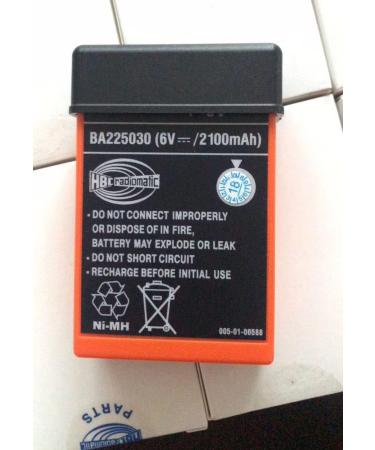 BA225030 (6V ⎓ /2100mAh)
HBC radiomatic
18
• DO NOT CONNECT IMPROPERLY
OR DISPOSE OF IN FIRE,
BATTERY MAY EXPLODE OR LEAK
• DO NOT SHORT CIRCUIT
• RECHARGE BEFORE INITIAL USE
Ni-MH
005-01-00588
PARTS